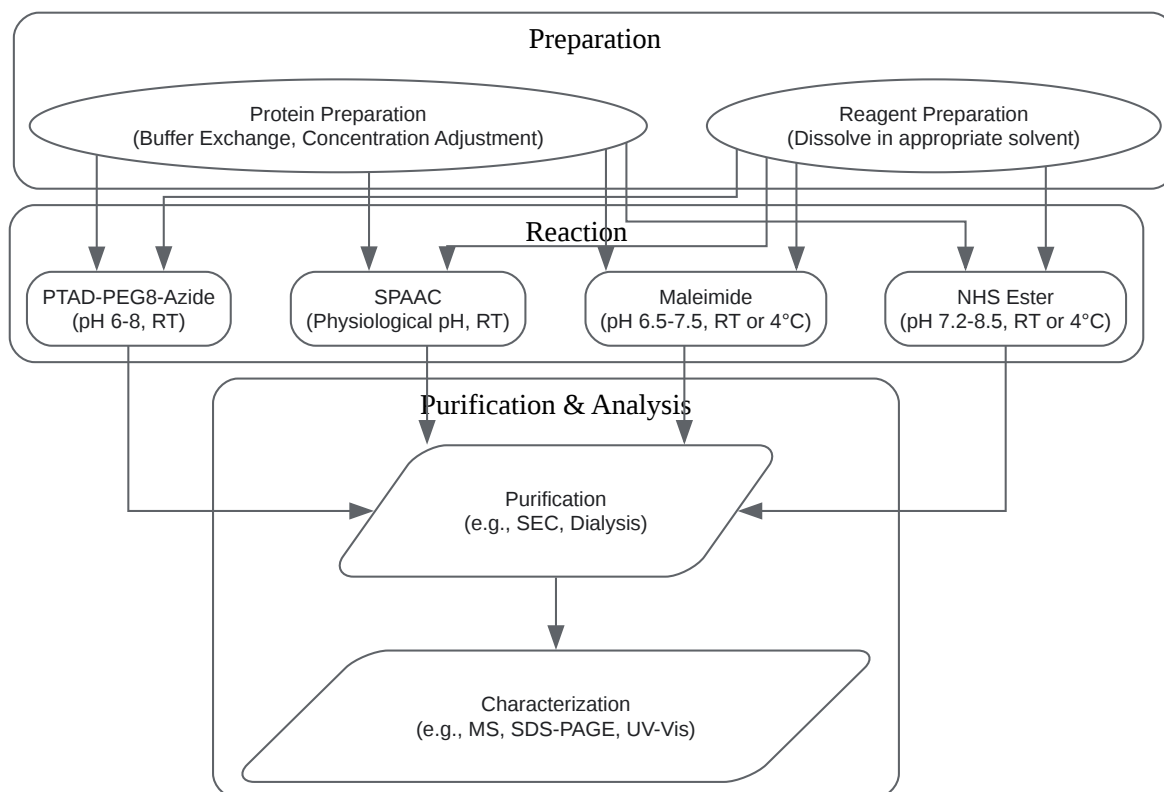 Preparation
Protein Preparation
(Buffer Exchange, Concentration Adjustment)
Reagent Preparation
(Dissolve in appropriate solvent)
Reaction
PTAD-PEG8-Azide
(pH 6-8, RT)
SPAAC
(Physiological pH, RT)
Maleimide
(pH 6.5-7.5, RT or 4°C)
NHS Ester
(pH 7.2-8.5, RT or 4°C)
Purification & Analysis
Purification
(e.g., SEC, Dialysis)
Characterization
(e.g., MS, SDS-PAGE, UV-Vis)